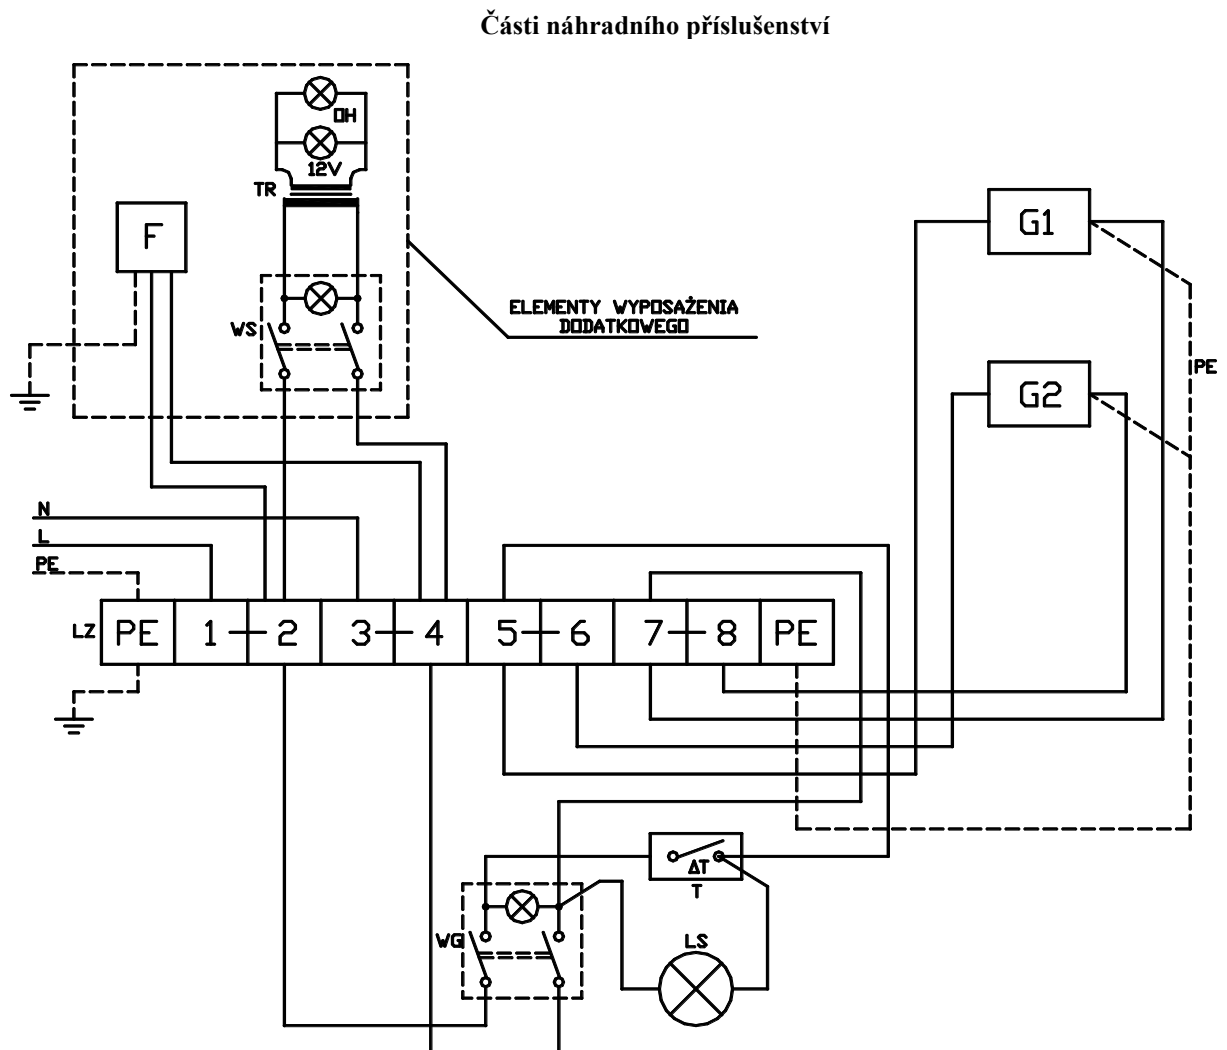 Části náhradního příslušenství
OH
12V
TR
F
G1
ELEMENTY WYPOSAŻENIA
DODATKOWEGO
WS
PE
G2
N
L
PE
LZ
PE 1 2 3 4 5 6 7 8 PE
ΔT
T
WG
LS